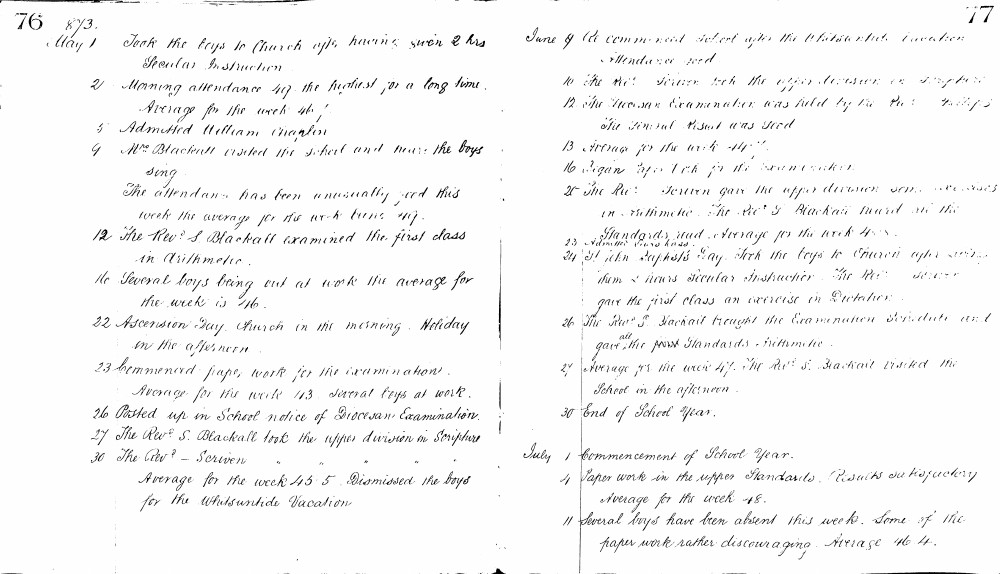 76 873.
May 1 Took the boys to Church after having given 2 hrs
Secular Instruction
2 Morning attendance 47 the highest for a long time.
Average for the week 46
5 Admitted William Chaplin
9 Mrs Blackall visited the School and heard the boys
sing
The attendance has been unusually good this
week the average for the week being 47.
12 The Revd S. Blackall examined the first class
in Arithmetic.
16 Several boys being out at work the average for
the week is 46.
22 Ascension Day. Church in the morning. Holiday
in the afternoon.
23 Commenced paper work for the examination.
Average for the week 43 Several boys at work.
26 Posted up in School notice of Diocesan Examination.
27 The Revd S. Blackall took the upper division in Scripture
30 The Revd – Scriven " " " "
Average for the week 45.5. Dismissed the boys
for the Whitsuntide Vacation
77
June 9 Re commenced School after the Whitsuntide Vacation
Attendance good
10 The Revd Scriven took the upper division in Scripture
12 The Diocesan Examination was held by the Revd
The General Result was Good
13 Average for the week 44
16 Began for the examination
20 The Revd Scriven gave the upper division some exercises
in Arithmetic. The Revd S. Blackall heard all the
Standards read. Average for the week
23 Admitted
24 St John Baptist's Day. Took the boys to Church after giving
them 2 hours Secular Instruction. The Revd Scriven
gave the first class an exercise in Dictation.
26 The Revd S. Blackall brought the Examination Schedule and
gave all the Standards Arithmetic.
27 Average for the week 47. The Revd S. Blackall visited the
School in the afternoon.
30 End of School Year.
July 1 Commencement of School Year.
4 Paper work in the upper Standards. Results satisfactory
Average for the week 48.
11 Several boys have been absent this week. Some of the
paper work rather discouraging. Average 46.4.